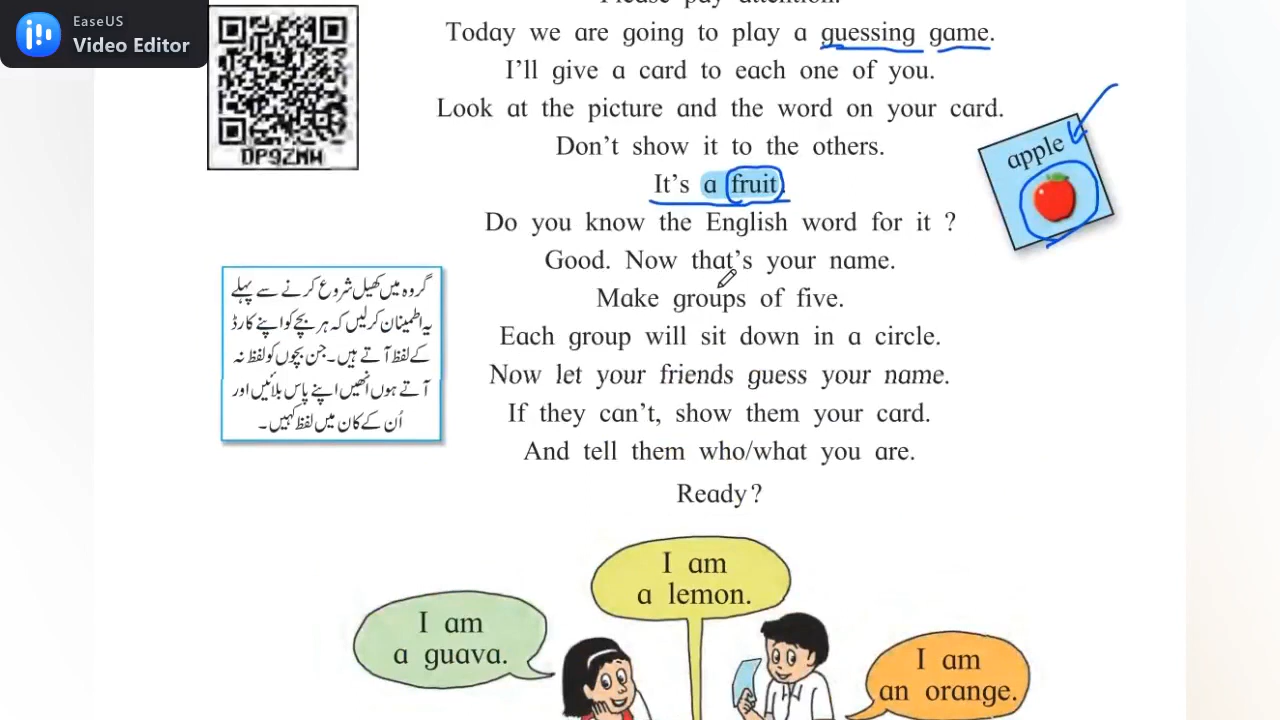 EaseUS
Video Editor
DP9ZMW
Please pay attention.
Today we are going to play a guessing game.
I'll give a card to each one of you.
Look at the picture and the word on your card.
Don't show it to the others.
It's a fruit.
Do you know the English word for it ?
Good. Now that's your name.
Make groups of five.
Each group will sit down in a circle.
Now let your friends guess your name.
If they can't, show them your card.
And tell them who/what you are.
Ready?
apple
گروہ میں کھیل شروع کرنے سے پہلے
یہ اطمینان کرلیں کہ ہر بچے کو اپنے کارڈ
کے لفظ آتے ہیں۔ جن بچوں کو لفظ نہ
آتے ہوں انھیں اپنے پاس بلائیں اور
اُن کے کان میں لفظ کہیں۔
I am
a guava.
I am
a lemon.
I am
an orange.